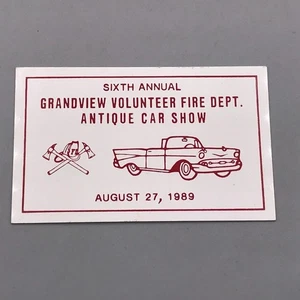 SIXTH ANNUAL
GRANDVIEW VOLUNTEER FIRE DEPT.
ANTIQUE CAR SHOW
AUGUST 27, 1989